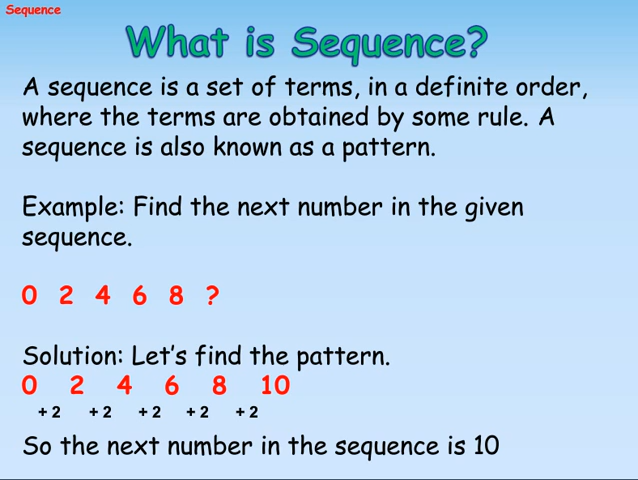 Sequence
What is Sequence?
A sequence is a set of terms, in a definite order,
where the terms are obtained by some rule. A
sequence is also known as a pattern.
Example: Find the next number in the given
sequence.
0 2 4 6 8 ?
Solution: Let's find the pattern.
0 2 4 6 8 10
+ 2 + 2 + 2 + 2 + 2
So the next number in the sequence is 10